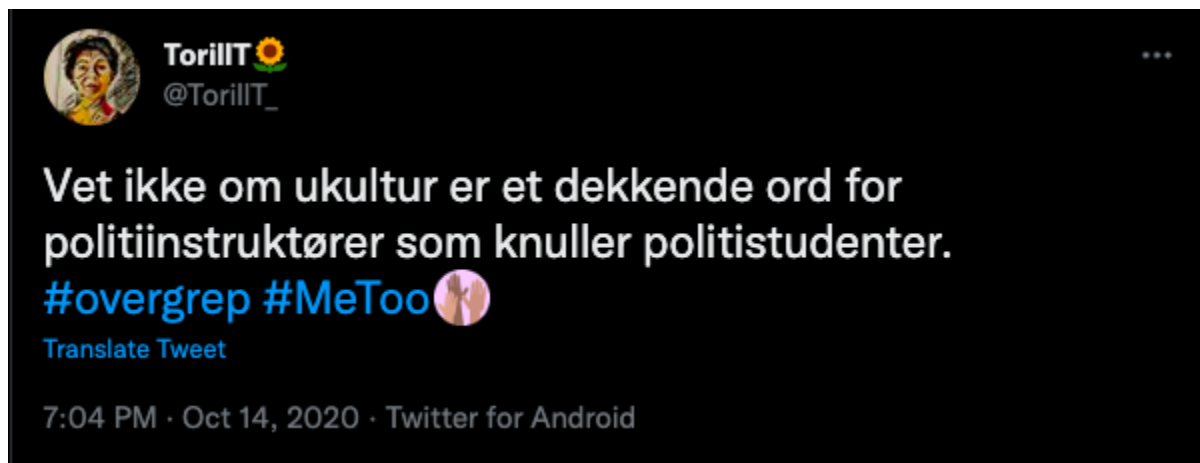 TorillT🌻
@TorillT_
Vet ikke om ukultur er et dekkende ord for
politiinstruktører som knuller politistudenter.
#overgrep #MeToo
Translate Tweet
7:04 PM · Oct 14, 2020 · Twitter for Android